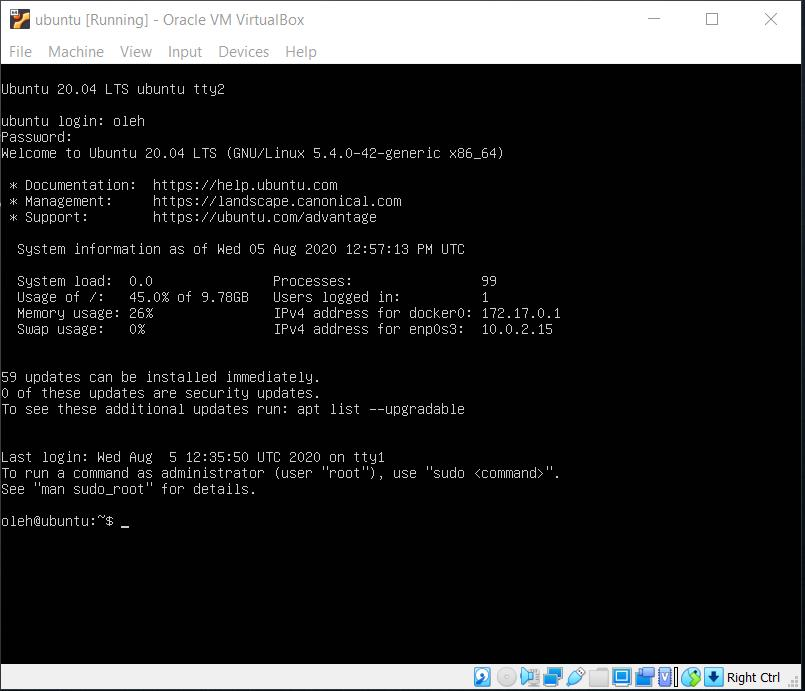 ubuntu [Running] - Oracle VM VirtualBox
File Machine View Input Devices Help
Ubuntu 20.04 LTS ubuntu tty2
ubuntu login: oleh
Password:
Welcome to Ubuntu 20.04 LTS (GNU/Linux 5.4.0-42-generic x86_64)
* Documentation:  https://help.ubuntu.com
* Management:     https://landscape.canonical.com
* Support:        https://ubuntu.com/advantage
System information as of Wed 05 Aug 2020 12:57:13 PM UTC
System load:  0.0               Processes:                99
Usage of /:   45.0% of 9.78GB   Users logged in:          1
Memory usage: 26%               IPv4 address for docker0: 172.17.0.1
Swap usage:   0%                IPv4 address for enp0s3:  10.0.2.15
59 updates can be installed immediately.
0 of these updates are security updates.
To see these additional updates run: apt list --upgradable
Last login: Wed Aug  5 12:35:50 UTC 2020 on tty1
To run a command as administrator (user "root"), use "sudo <command>".
See "man sudo_root" for details.
oleh@ubuntu:~$ _
Right Ctrl